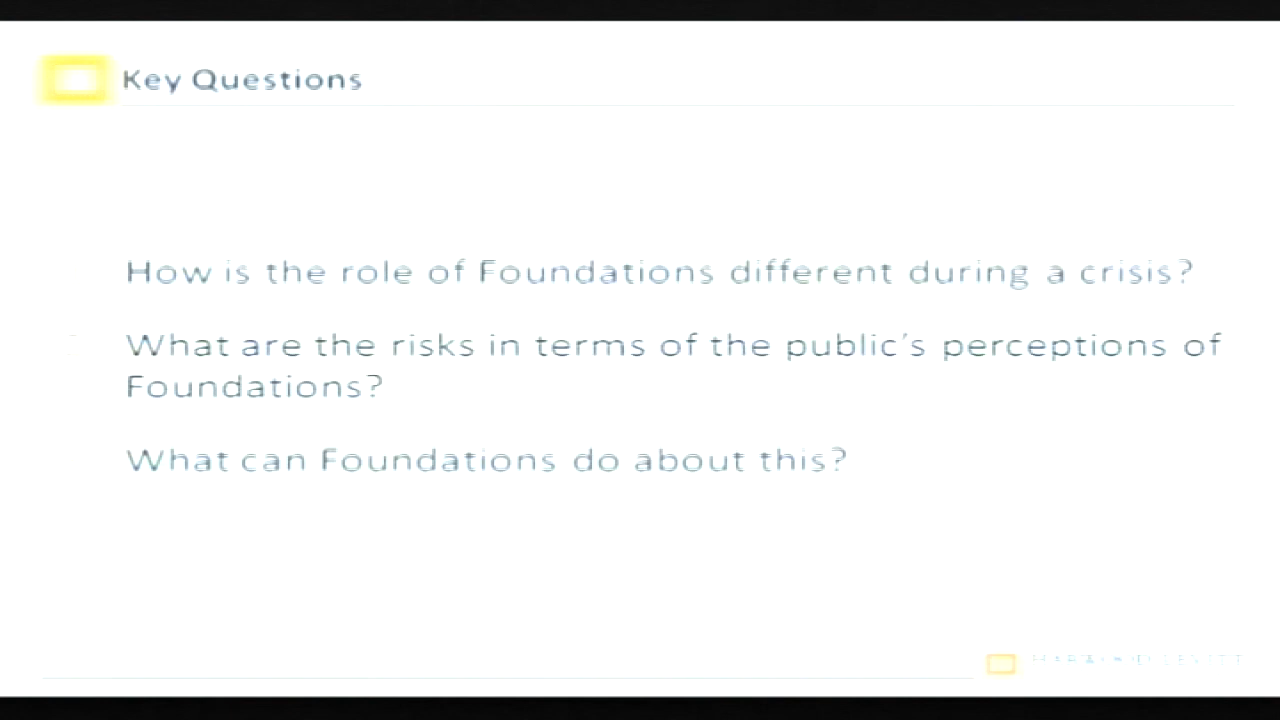 Key Questions
How is the role of Foundations different during a crisis?
What are the risks in terms of the public's perceptions of
Foundations?
What can Foundations do about this?